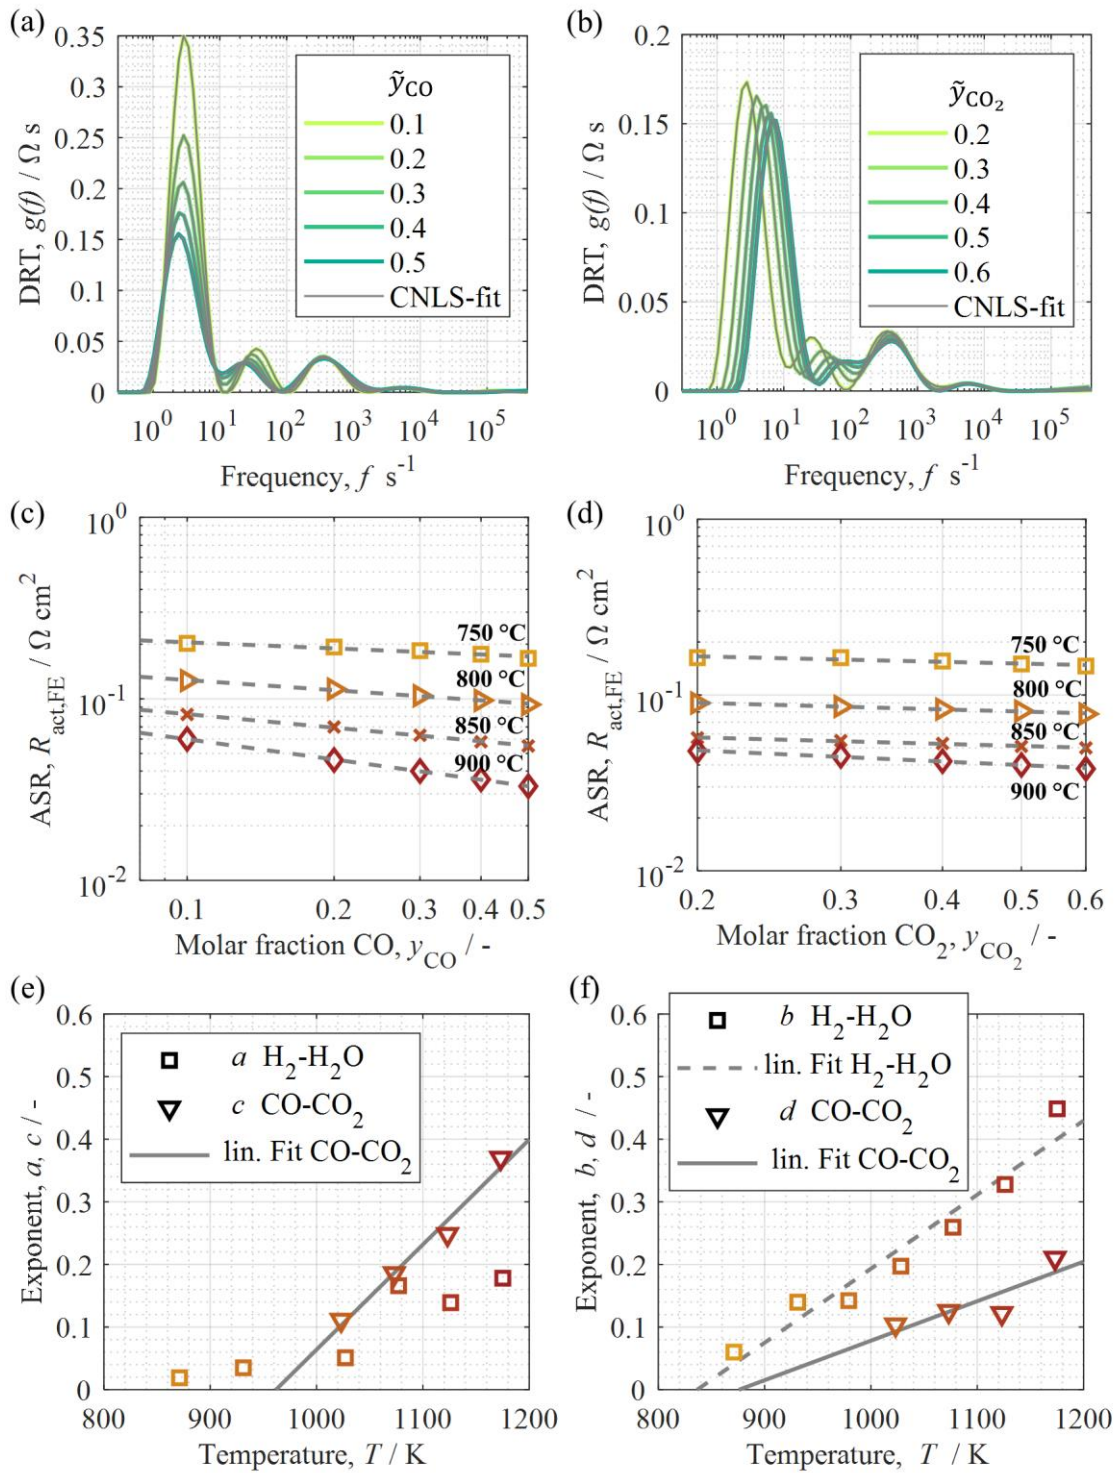 (a)
0.35
0.3
0.25
0.2
0.15
0.1
0.05
0
DRT, g(f) / Ω s
ỹCO
0.1
0.2
0.3
0.4
0.5
CNLS-fit
10^0 10^1 10^2 10^3 10^4 10^5
Frequency, f s^-1
(b)
0.2
0.15
0.1
0.05
0
DRT, g(f) / Ω s
ỹCO2
0.2
0.3
0.4
0.5
0.6
CNLS-fit
10^0 10^1 10^2 10^3 10^4 10^5
Frequency, f s^-1
(c)
10^0
10^-1
10^-2
ASR, Ract,FE / Ω cm^2
750 °C
800 °C
850 °C
900 °C
0.1 0.2 0.3 0.4 0.5
Molar fraction CO, yCO / -
(d)
10^0
10^-1
10^-2
ASR, Ract,FE / Ω cm^2
750 °C
800 °C
850 °C
900 °C
0.2 0.3 0.4 0.5 0.6
Molar fraction CO2, yCO2 / -
(e)
0.6
0.5
0.4
0.3
0.2
0.1
0
Exponent, a, c / -
a H2-H2O
c CO-CO2
lin. Fit CO-CO2
800 900 1000 1100 1200
Temperature, T / K
(f)
0.6
0.5
0.4
0.3
0.2
0.1
0
Exponent, b, d / -
b H2-H2O
lin. Fit H2-H2O
d CO-CO2
lin. Fit CO-CO2
800 900 1000 1100 1200
Temperature, T / K